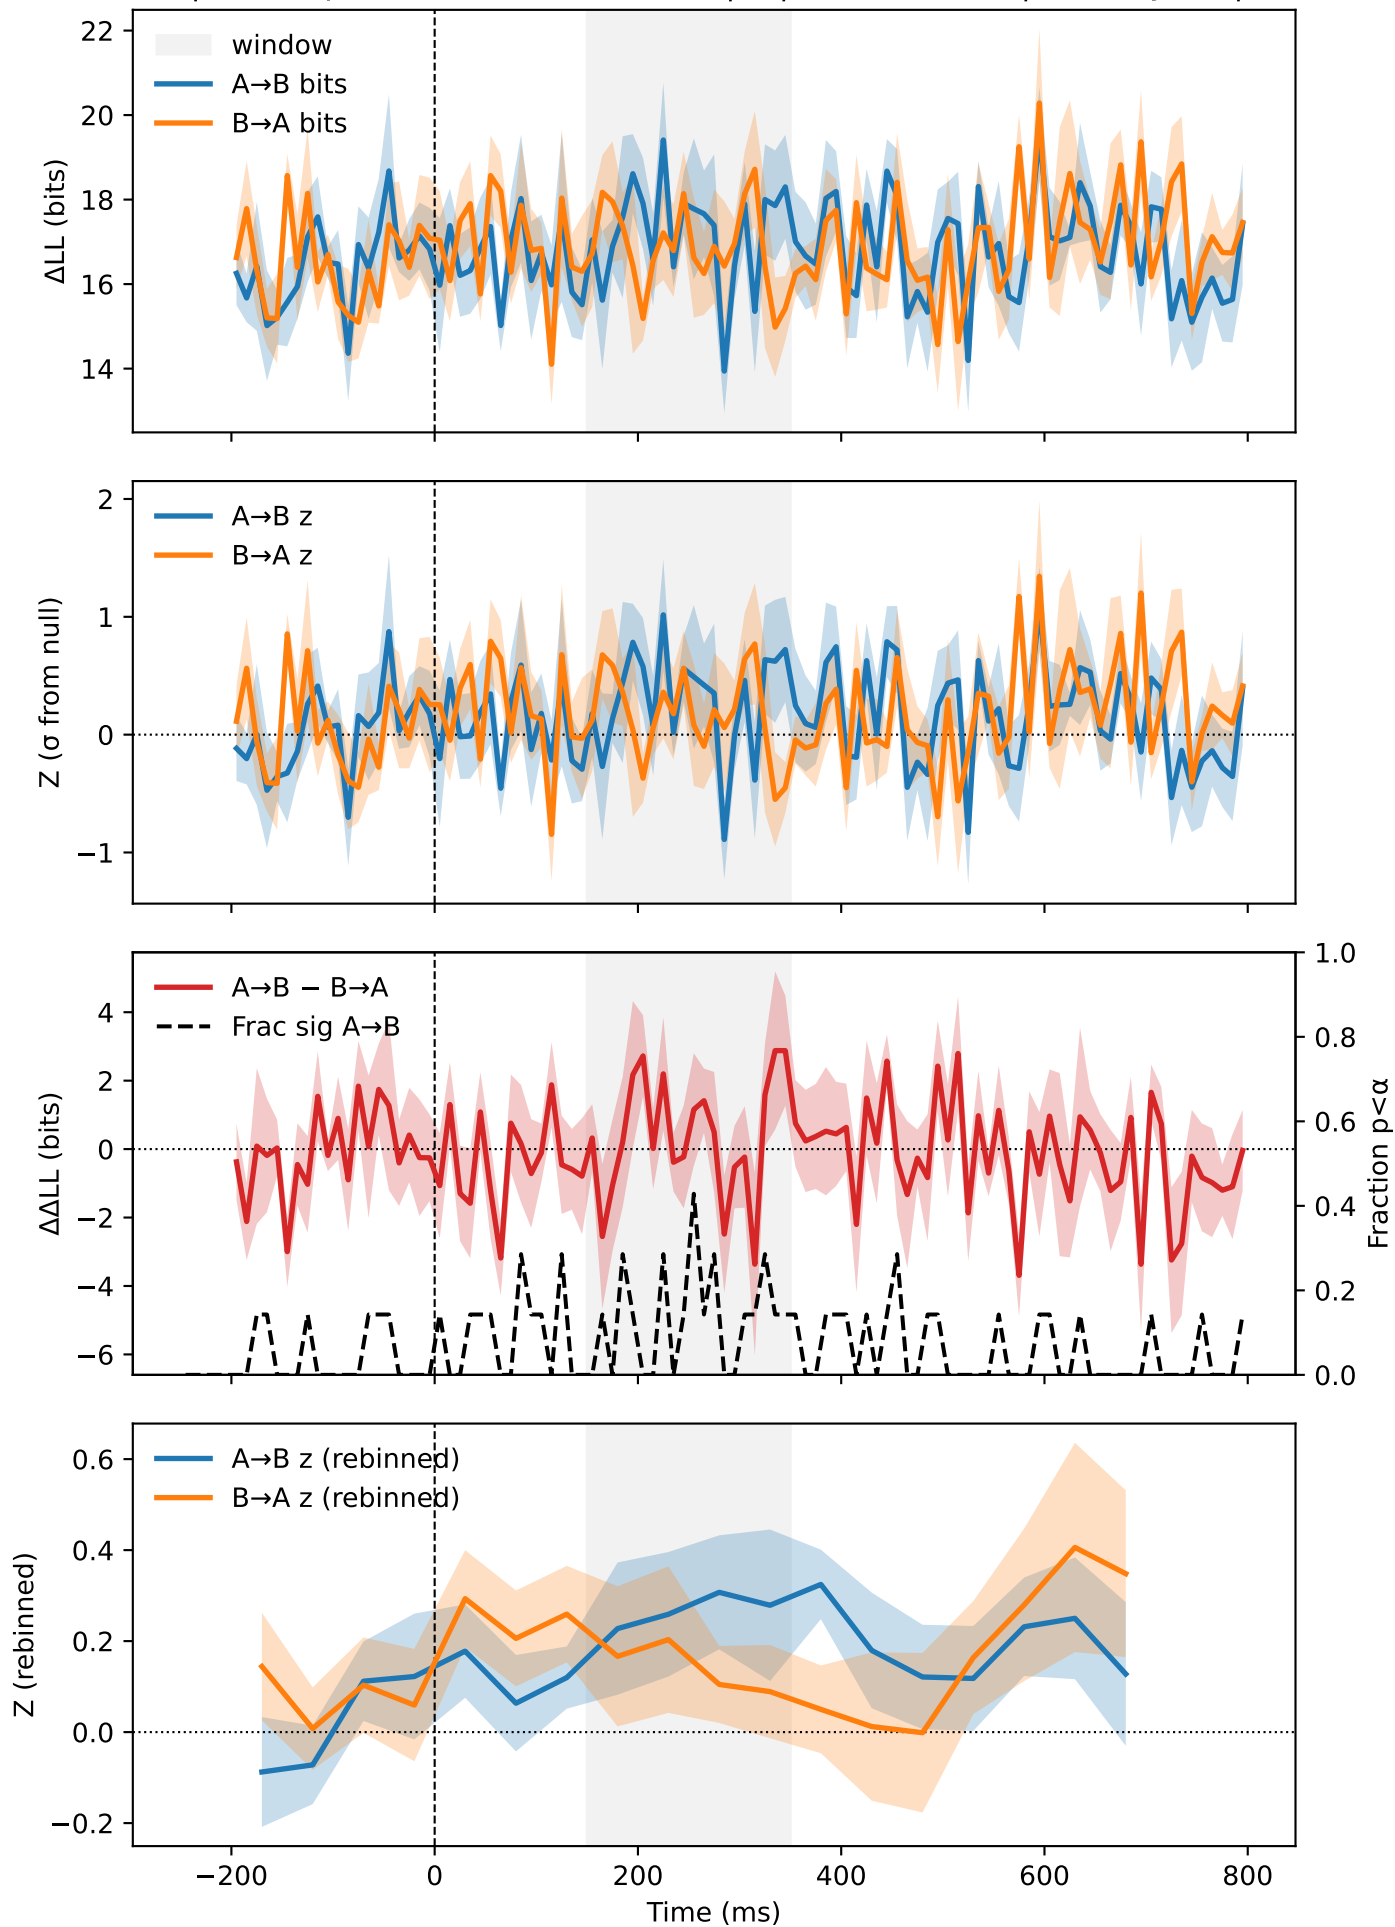 22
20
18
16
14
ΔLL (bits)
window
A→B bits
B→A bits
2
1
0
−1
Z (σ from null)
A→B z
B→A z
4
2
0
−2
−4
−6
ΔΔLL (bits)
A→B − B→A
Frac sig A→B
1.0
0.8
0.6
0.4
0.2
0.0
Fraction p<α
0.6
0.4
0.2
0.0
−0.2
Z (rebinned)
A→B z (rebinned)
B→A z (rebinned)
−200 0 200 400 600 800
Time (ms)